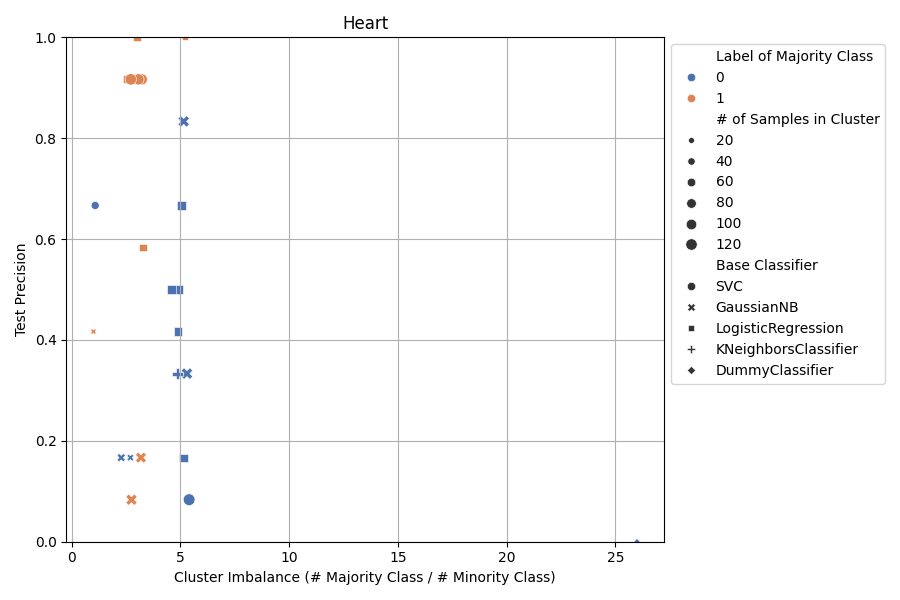 Heart
1.0
0.8
0.6
0.4
0.2
0.0
Test Precision
0
5
10
15
20
25
Cluster Imbalance (# Majority Class / # Minority Class)
Label of Majority Class
0
1
# of Samples in Cluster
20
40
60
80
100
120
Base Classifier
SVC
GaussianNB
LogisticRegression
KNeighborsClassifier
DummyClassifier